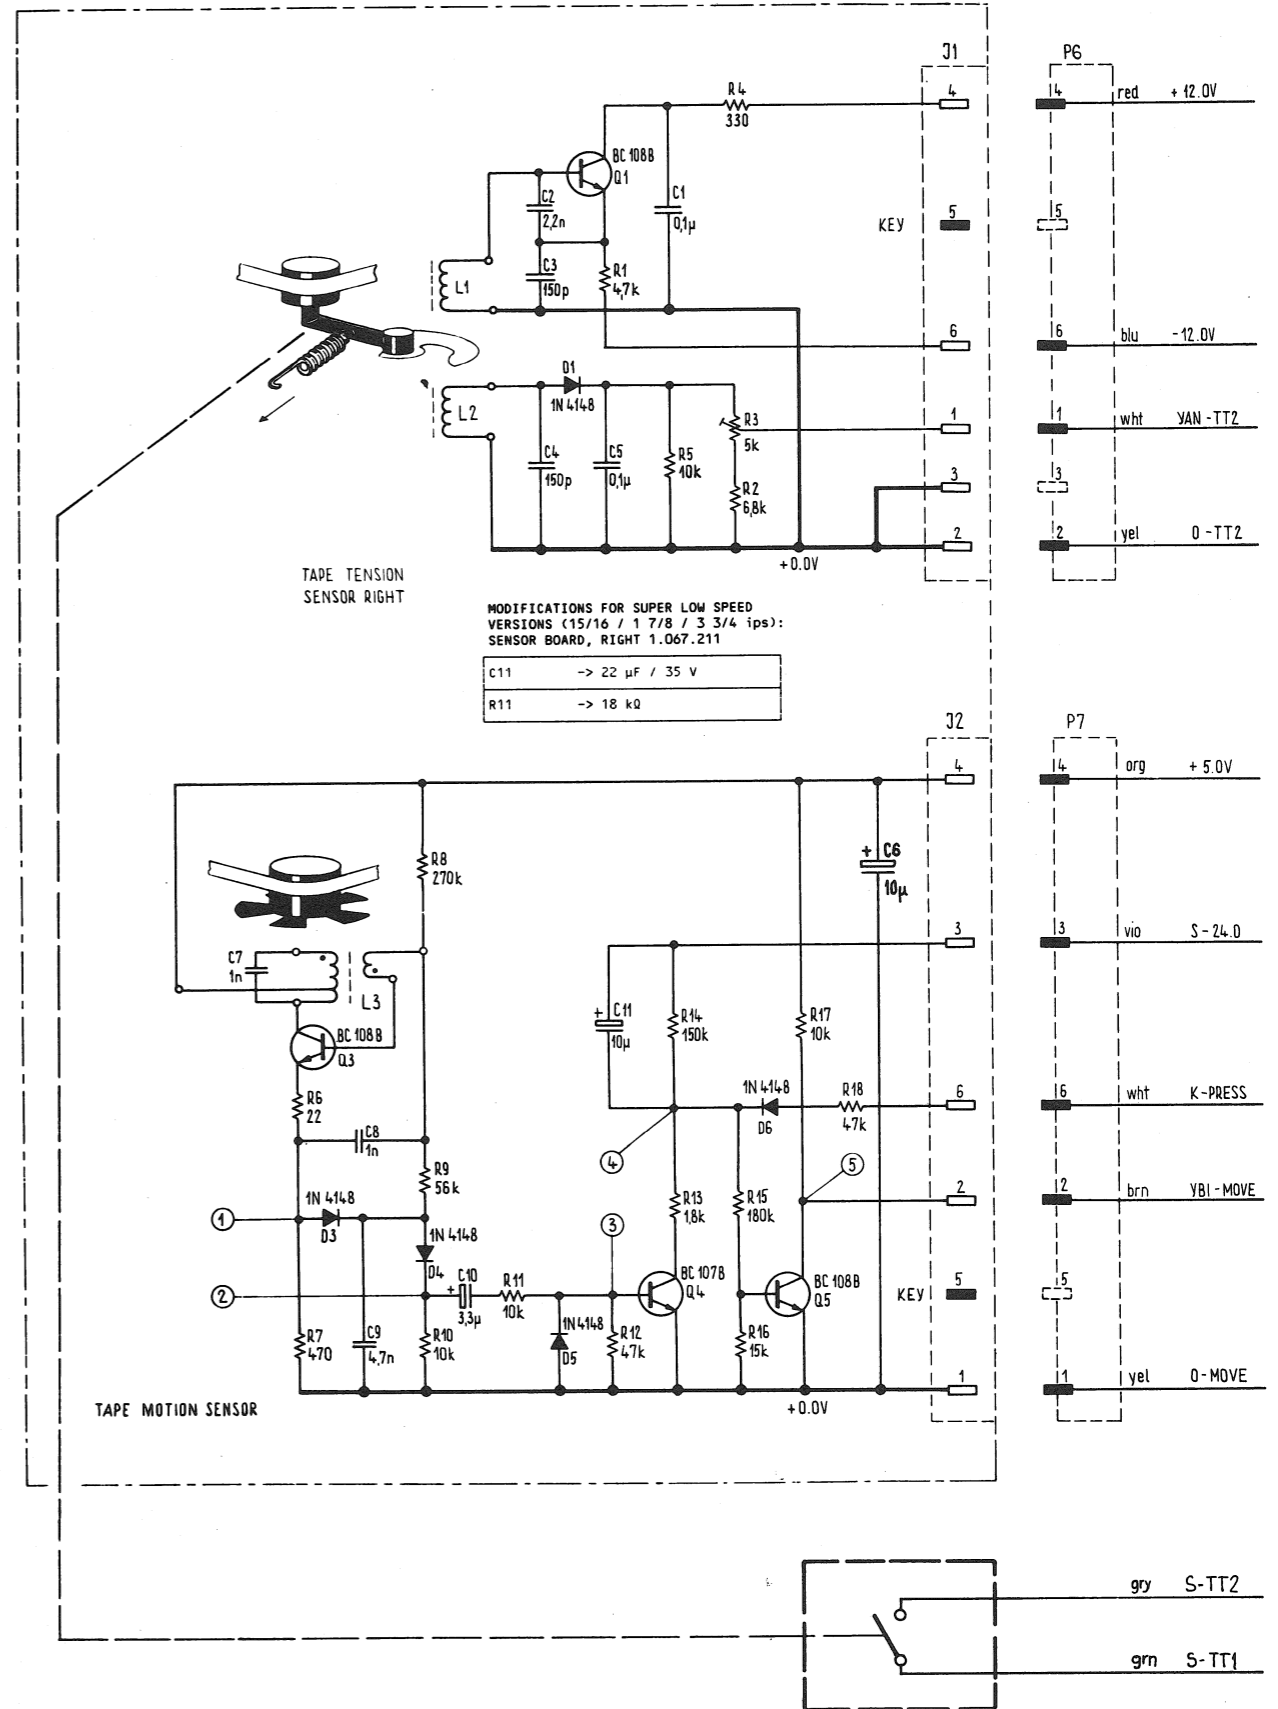 J1
P6
R4
330
4
4
red + 12.0V
BC 108B
Q1
C2
2,2n
C1
0,1µ
KEY
5
5
C3
150p
R1
4,7k
L1
6
6
blu -12.0V
D1
1N 4148
L2
R3
5k
1
1
wht YAN-TT2
C4
150p
C5
0,1µ
R5
10k
3
3
R2
6,8k
2
2
yel 0-TT2
+0.0V
TAPE TENSION
SENSOR RIGHT
MODIFICATIONS FOR SUPER LOW SPEED
VERSIONS (15/16 / 1 7/8 / 3 3/4 ips):
SENSOR BOARD, RIGHT 1.067.211
C11 -> 22 µF / 35 V
R11 -> 18 kΩ
J2
P7
4
4
org + 5.0V
R8
270k
+ C6
10µ
3
3
vio S-24.0
C7
1n
L3
BC 108B
Q3
+ C11
10µ
R14
150k
R17
10k
R6
22
1N 4148
D6
R18
47k
6
6
wht K-PRESS
C8
1n
4
5
R9
56k
R13
1,8k
R15
180k
2
2
brn YBI-MOVE
1N 4148
D3
1
3
1N 4148
D4
2
+ C10
3,3µ
R11
10k
BC 107B
Q4
BC 108B
Q5
KEY
5
5
R7
470
C9
4,7n
R10
10k
1N 4148
D5
R12
47k
R16
15k
1
1
yel 0-MOVE
+0.0V
TAPE MOTION SENSOR
gry S-TT2
grn S-TT1